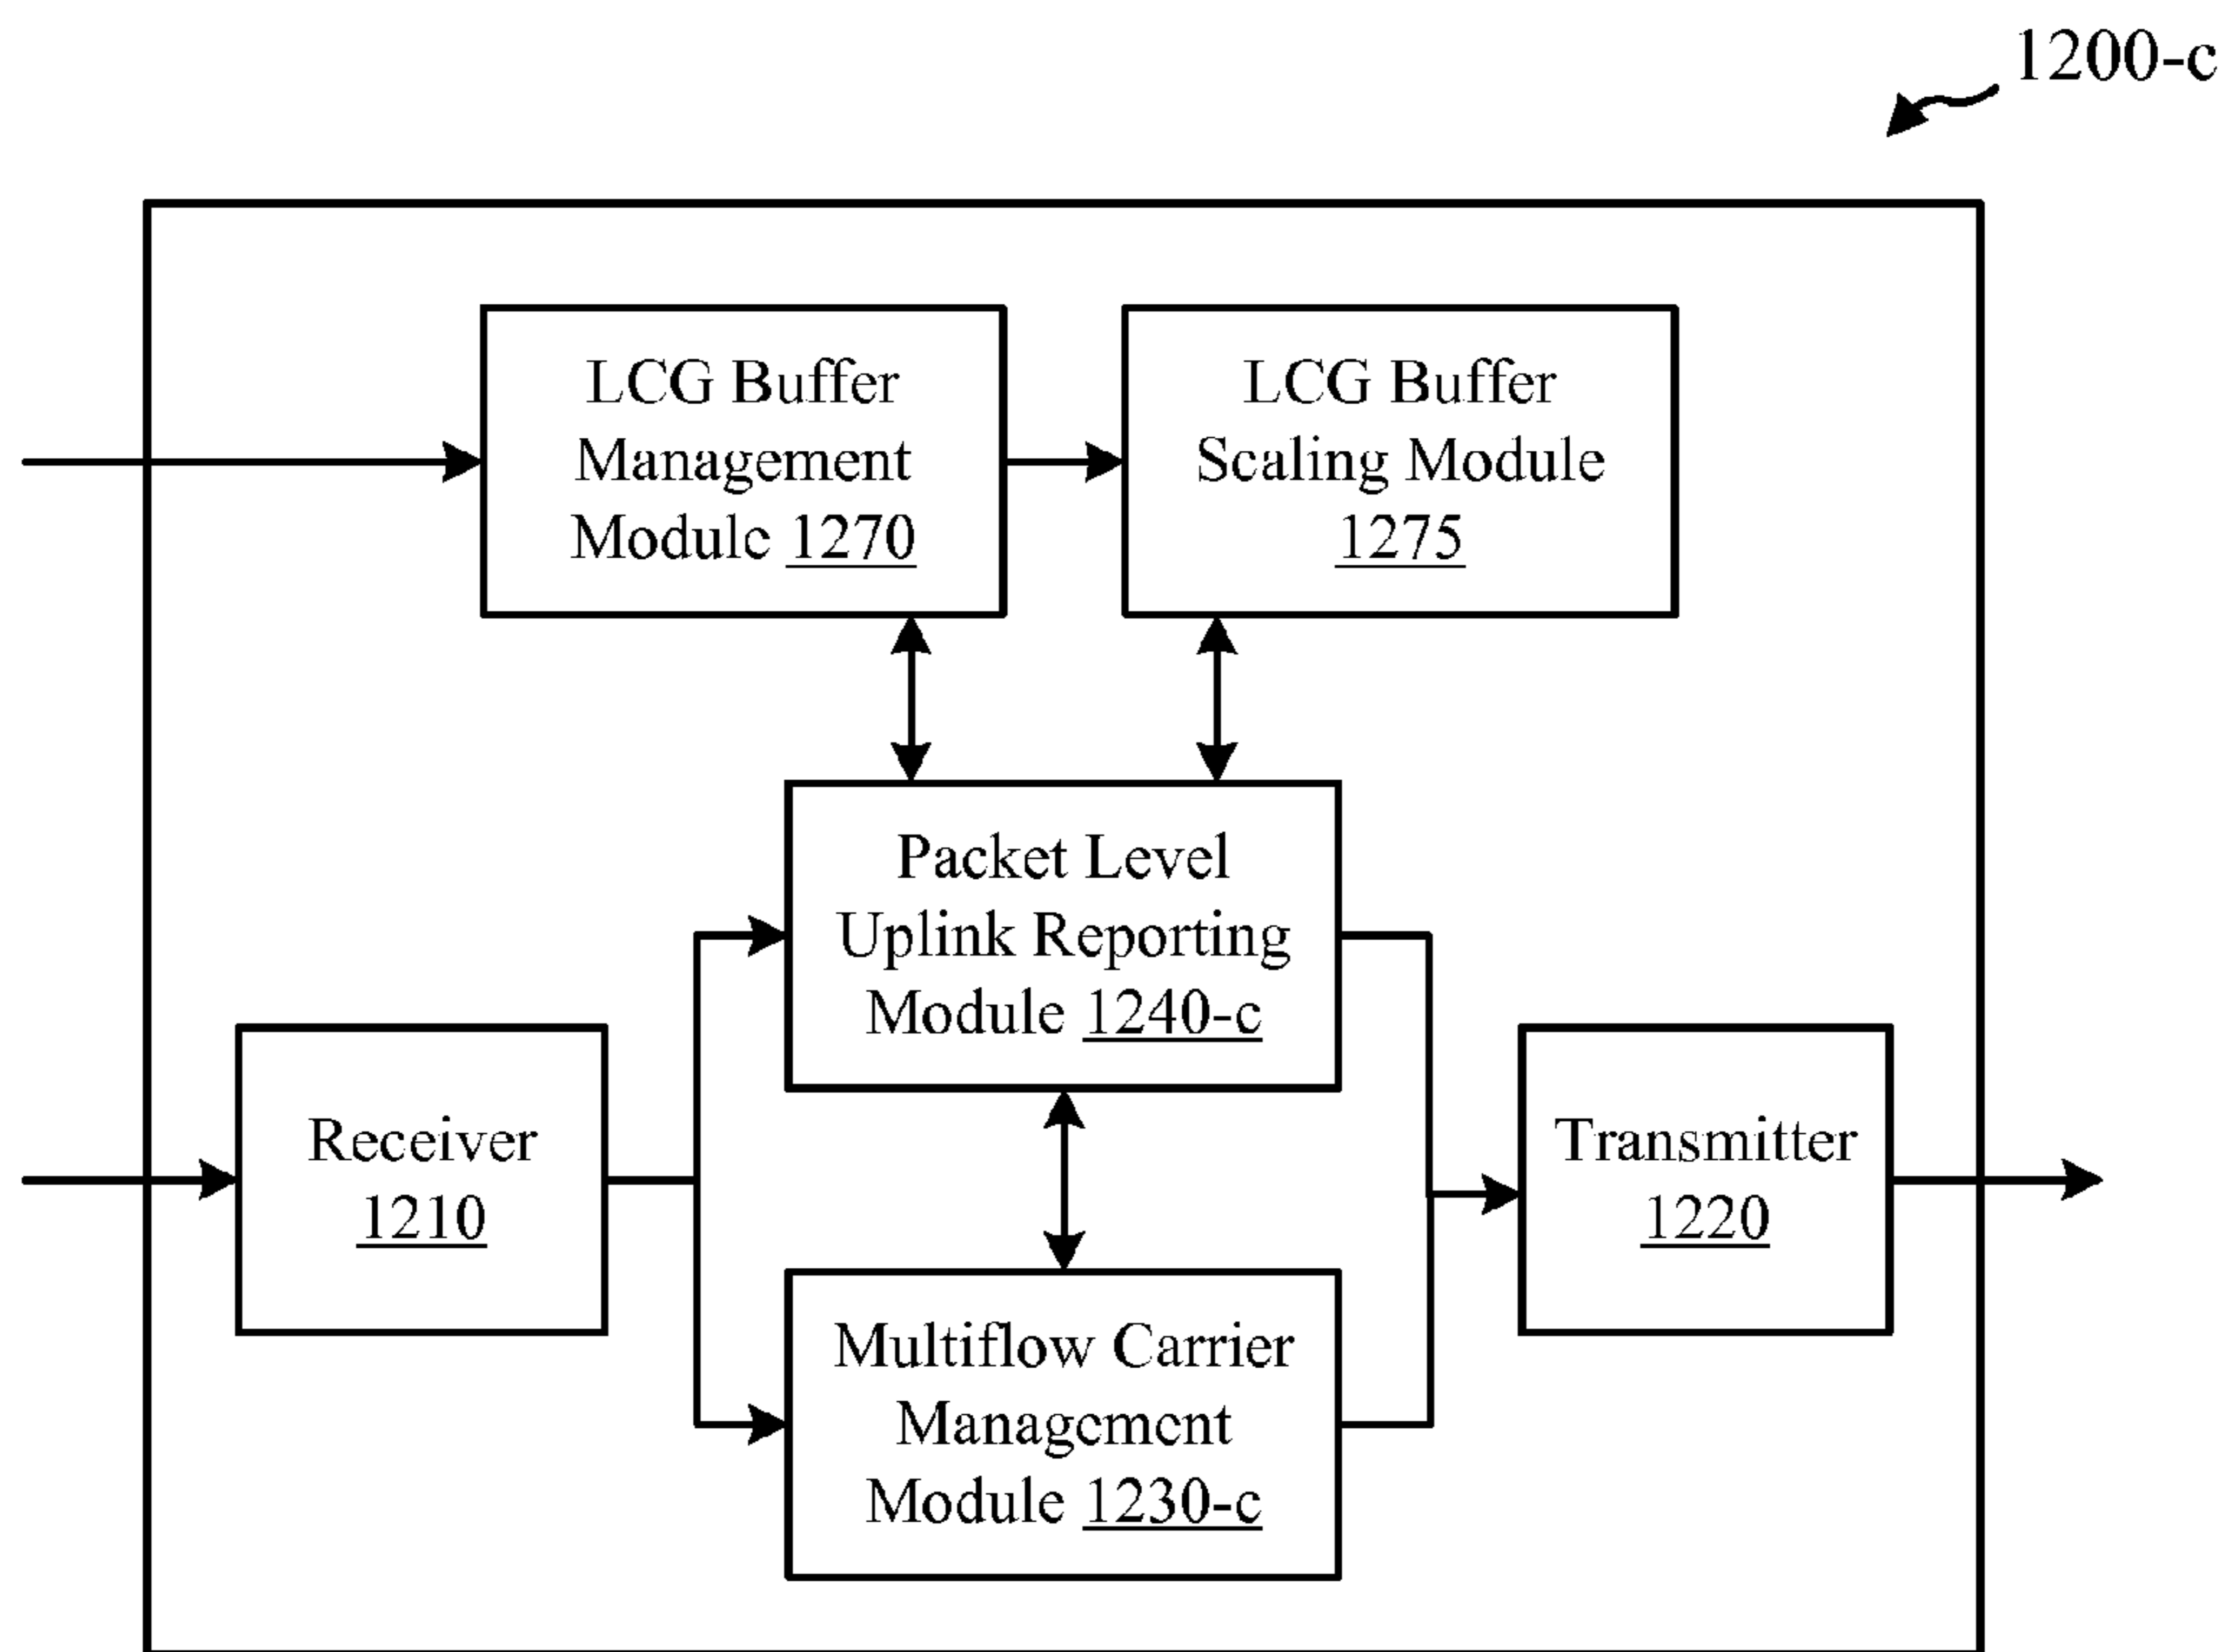 1200-c
LCG Buffer
Management
Module 1270
LCG Buffer
Scaling Module
1275
Packet Level
Uplink Reporting
Module 1240-c
Receiver
1210
Transmitter
1220
Multiflow Carrier
Management
Module 1230-c